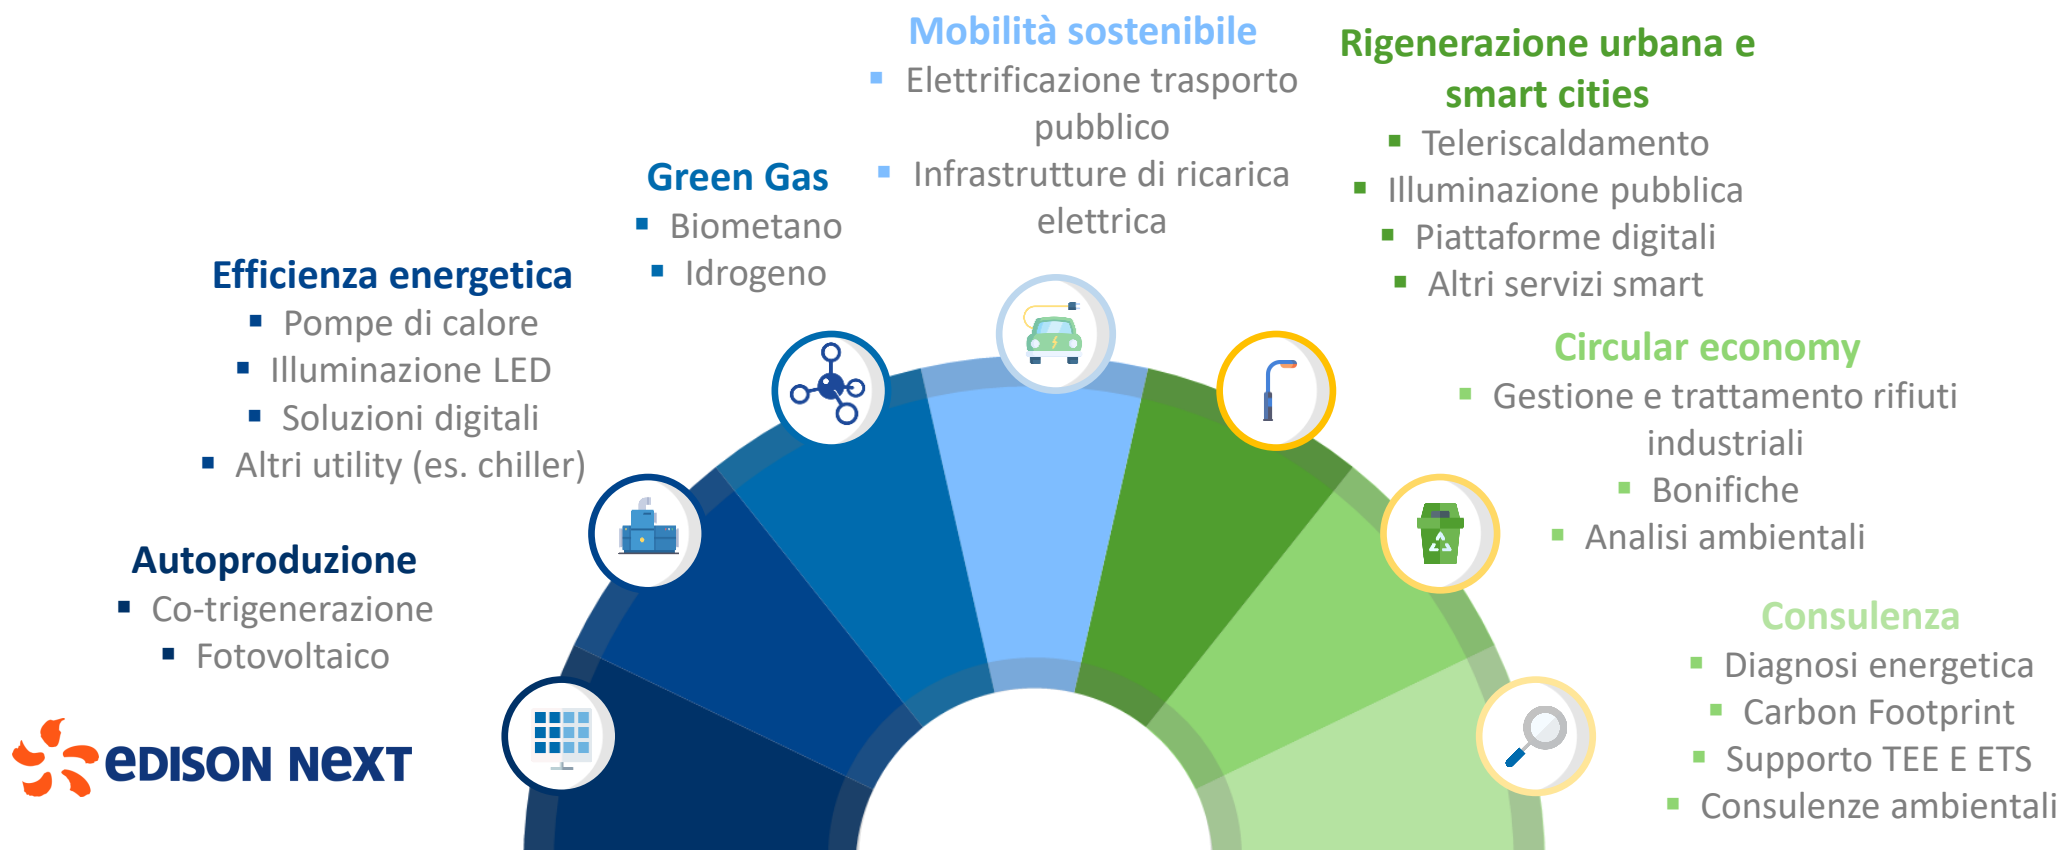 Mobilità sostenibile
▪ Elettrificazione trasporto
pubblico
▪ Infrastrutture di ricarica
elettrica
Rigenerazione urbana e
smart cities
▪ Teleriscaldamento
▪ Illuminazione pubblica
▪ Piattaforme digitali
▪ Altri servizi smart
Green Gas
▪ Biometano
▪ Idrogeno
Efficienza energetica
▪ Pompe di calore
▪ Illuminazione LED
▪ Soluzioni digitali
▪ Altri utility (es. chiller)
Circular economy
▪ Gestione e trattamento rifiuti
industriali
▪ Bonifiche
▪ Analisi ambientali
Autoproduzione
▪ Co-trigenerazione
▪ Fotovoltaico
Consulenza
▪ Diagnosi energetica
▪ Carbon Footprint
▪ Supporto TEE E ETS
▪ Consulenze ambientali
eDISON NeXT